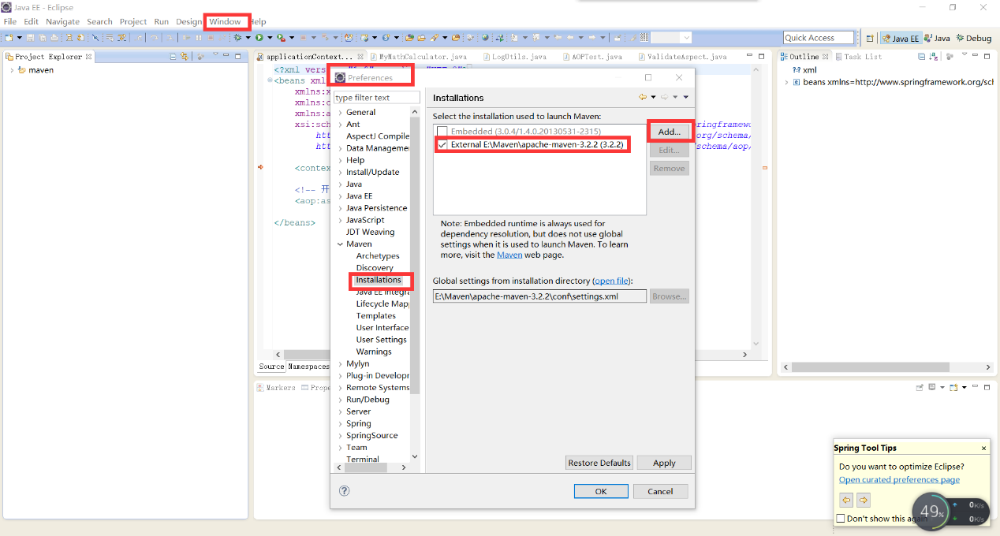 Java EE - Eclipse
File Edit Navigate Search Project Run Design Window Help
Quick Access Java EE Java Debug
Project Explorer
maven
applicationContext... MyMathCalculator.java LogUtils.java AOPTest.java ValidateAspect.java
<?xml vers
<beans xml
xmlns:x
xmlns:c
xmlns:a
xsi:sch
ringframew
htt
org/schema,
ht
/schema/aop,
<contex
<!-- 开
<aop:as
</beans>
Source Namespaces
Markers Prope
Outline Task List
xml
beans xmlns=http://www.springframework.org/sch
Preferences
type filter text
General
Ant
AspectJ Compile
Data Managemen
Help
Install/Update
Java
Java EE
Java Persistence
JavaScript
JDT Weaving
Maven
Archetypes
Discovery
Installations
Java EE Integra
Lifecycle Mapp
Templates
User Interface
User Settings
Warnings
Mylyn
Plug-in Developr
Remote Systems
Run/Debug
Server
Spring
SpringSource
Team
Terminal
Installations
Select the installation used to launch Maven:
Embedded (3.0.4/1.4.0.20130531-2315)
External E:\Maven\apache-maven-3.2.2 (3.2.2)
Add...
Edit...
Remove
Note: Embedded runtime is always used for
dependency resolution, but does not use global
settings when it is used to launch Maven. To learn
more, visit the Maven web page.
Global settings from installation directory (open file):
E:\Maven\apache-maven-3.2.2\conf\settings.xml
Browse...
Restore Defaults Apply
OK Cancel
Spring Tool Tips
Do you want to optimize Eclipse?
Open curated preferences page
Don't show this again
49%
0K/s
0K/s